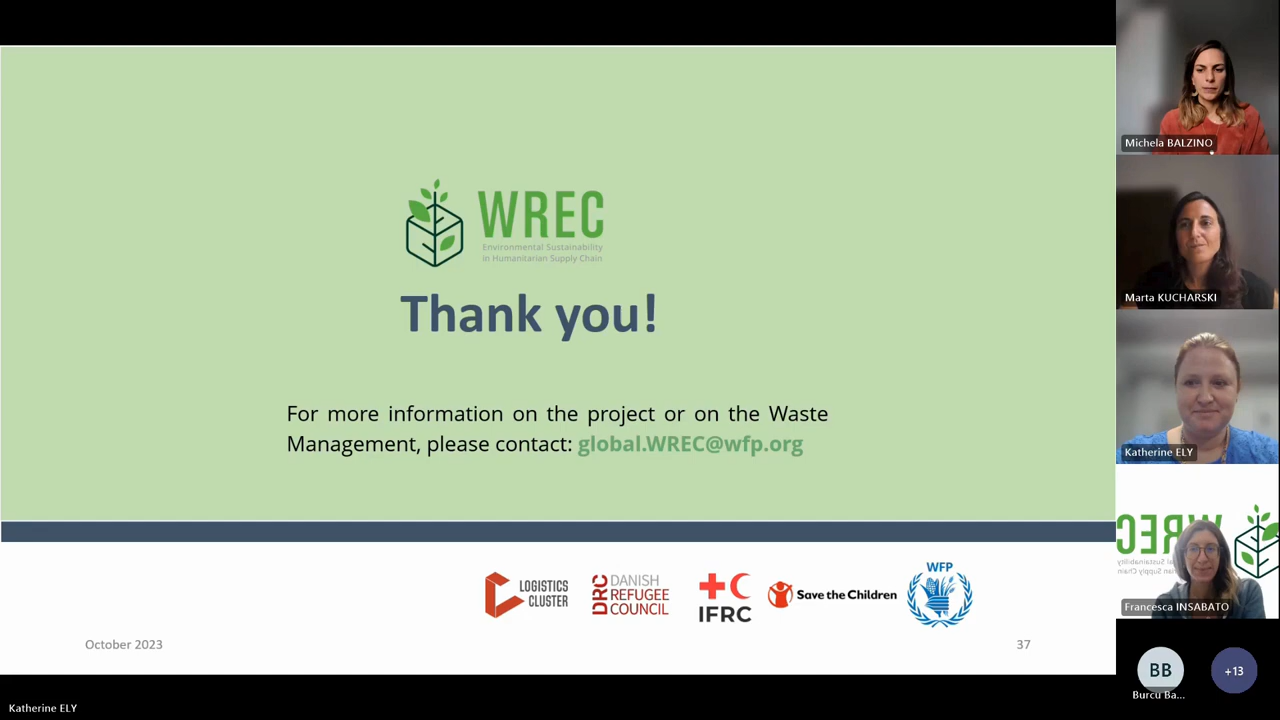 WREC
Environmental Sustainability
in Humanitarian Supply Chain
Thank you!
For more information on the project or on the Waste
Management, please contact: global.WREC@wfp.org
LOGISTICS
CLUSTER
DRC
DANISH
REFUGEE
COUNCIL
IFRC
Save the Children
WFP
October 2023
37
Katherine ELY
Michela BALZINO
Marta KUCHARSKI
Katherine ELY
WREC
Francesca INSABATO
BB
Burcu Ba...
+13